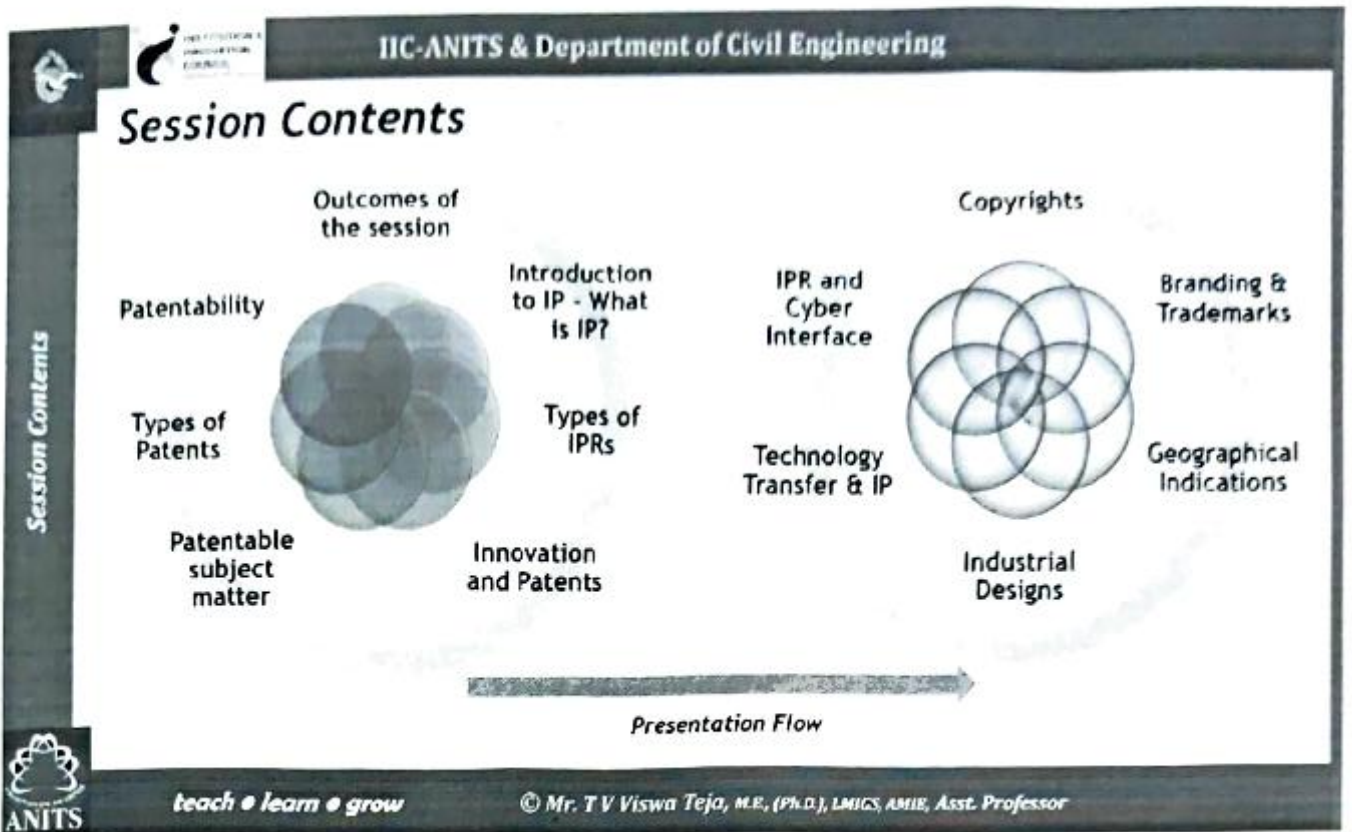 INSTITUTION'S
INNOVATION
COUNCIL
IIC-ANITS & Department of Civil Engineering
Session Contents
Outcomes of
the session
Introduction
to IP - What
is IP?
Types of
IPRs
Innovation
and Patents
Patentable
subject
matter
Types of
Patents
Patentability
Copyrights
Branding &
Trademarks
Geographical
Indications
Industrial
Designs
Technology
Transfer & IP
IPR and
Cyber
Interface
Presentation Flow
Session Contents
ANITS
teach • learn • grow
© Mr. T V Viswa Teja, M.E., (Ph.D.), LMIGS, AMIE, Asst. Professor